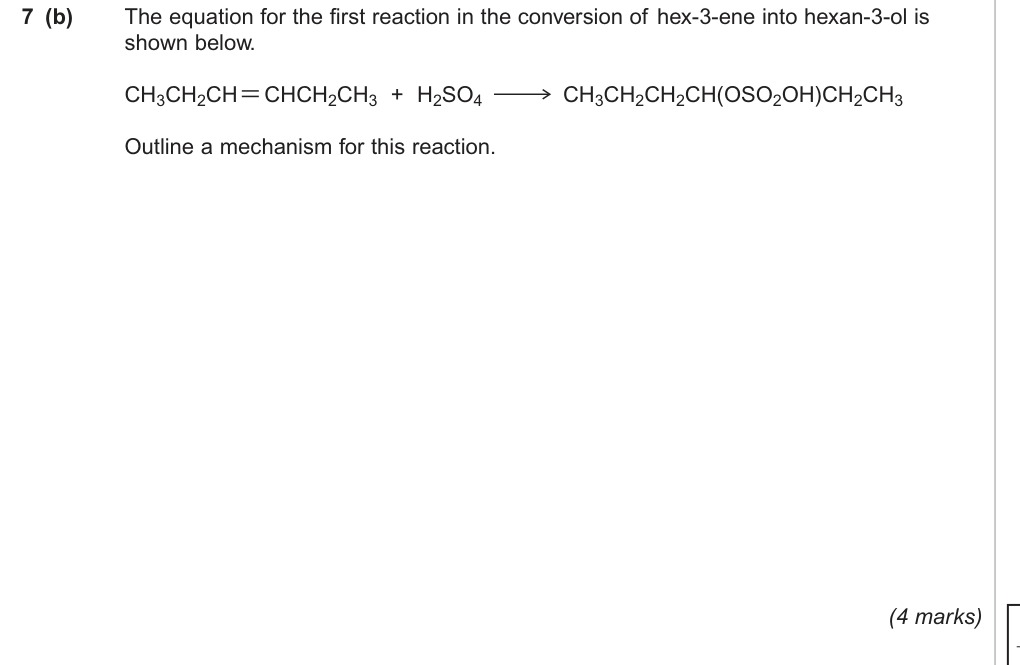 7 (b) The equation for the first reaction in the conversion of hex-3-ene into hexan-3-ol is
shown below.
CH₃CH₂CH=CHCH₂CH₃ + H₂SO₄ ⟶ CH₃CH₂CH₂CH(OSO₂OH)CH₂CH₃
Outline a mechanism for this reaction.
(4 marks)